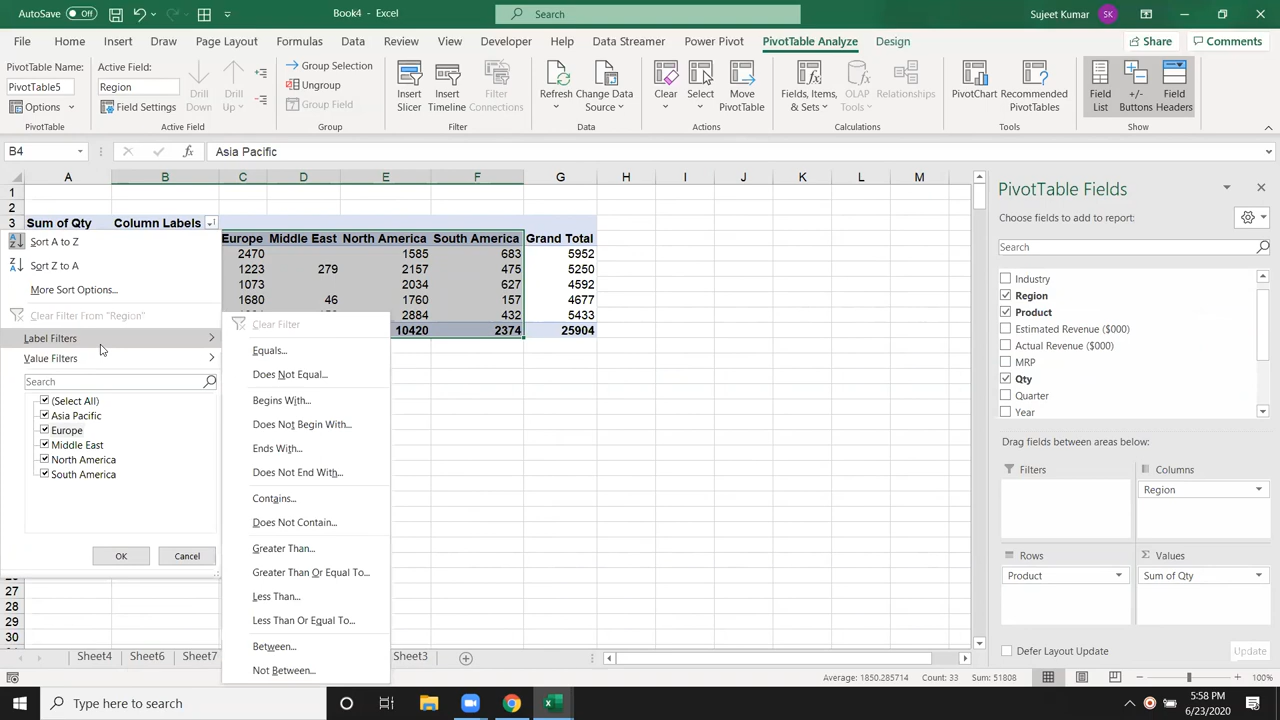 AutoSave Off Book4 - Excel Search Sujeet Kumar SK
File Home Insert Draw Page Layout Formulas Data Review View Developer Help Data Streamer Power Pivot PivotTable Analyze Design Share Comments
PivotTable Name:
PivotTable5
Options
PivotTable
Active Field:
Region
Field Settings
Drill Down
Drill Up
Active Field
Group Selection
Ungroup
Group Field
Group
Insert Slicer
Insert Timeline
Filter Connections
Filter
Refresh
Change Data Source
Data
Clear
Select
Move PivotTable
Actions
Fields, Items, & Sets
OLAP Tools
Relationships
Calculations
PivotChart
Recommended PivotTables
Tools
Field List
+/- Buttons
Field Headers
Show
B4 fx Asia Pacific
A B C D E F G H I J K L M
1
2
3 Sum of Qty Column Labels
Europe Middle East North America South America Grand Total
2470 1585 683 5952
1223 279 2157 475 5250
1073 2034 627 4592
1680 46 1760 157 4677
2884 432 5433
10420 2374 25904
Sort A to Z
Sort Z to A
More Sort Options...
Clear Filter From "Region"
Label Filters
Value Filters
Search
(Select All)
Asia Pacific
Europe
Middle East
North America
South America
OK Cancel
Clear Filter
Equals...
Does Not Equal...
Begins With...
Does Not Begin With...
Ends With...
Does Not End With...
Contains...
Does Not Contain...
Greater Than...
Greater Than Or Equal To...
Less Than...
Less Than Or Equal To...
Between...
Not Between...
27
28
29
30
PivotTable Fields
Choose fields to add to report:
Search
Industry
Region
Product
Estimated Revenue ($000)
Actual Revenue ($000)
MRP
Qty
Quarter
Year
Drag fields between areas below:
Filters Columns
Region
Rows Values
Product Sum of Qty
Defer Layout Update Update
Sheet4 Sheet6 Sheet7 Sheet3
Average: 1850.285714 Count: 33 Sum: 51808 100%
Type here to search
5:58 PM
6/23/2020